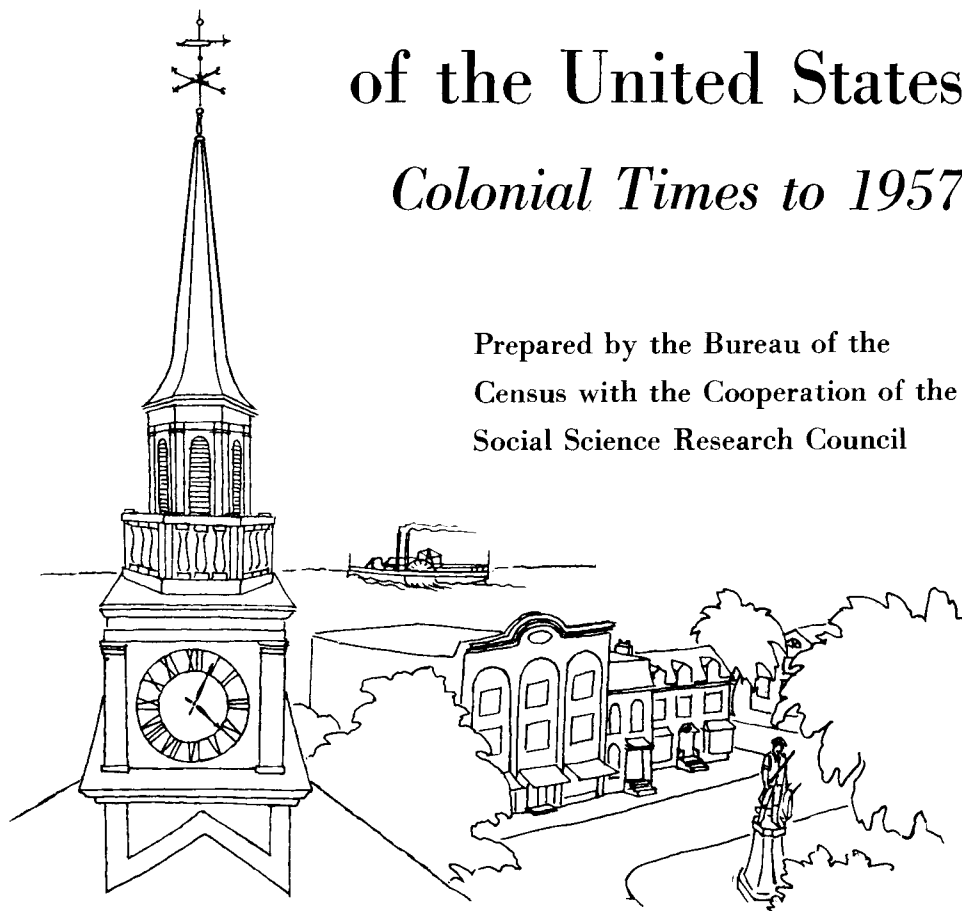 of the United States
Colonial Times to 1957
Prepared by the Bureau of the
Census with the Cooperation of the
Social Science Research Council
XII